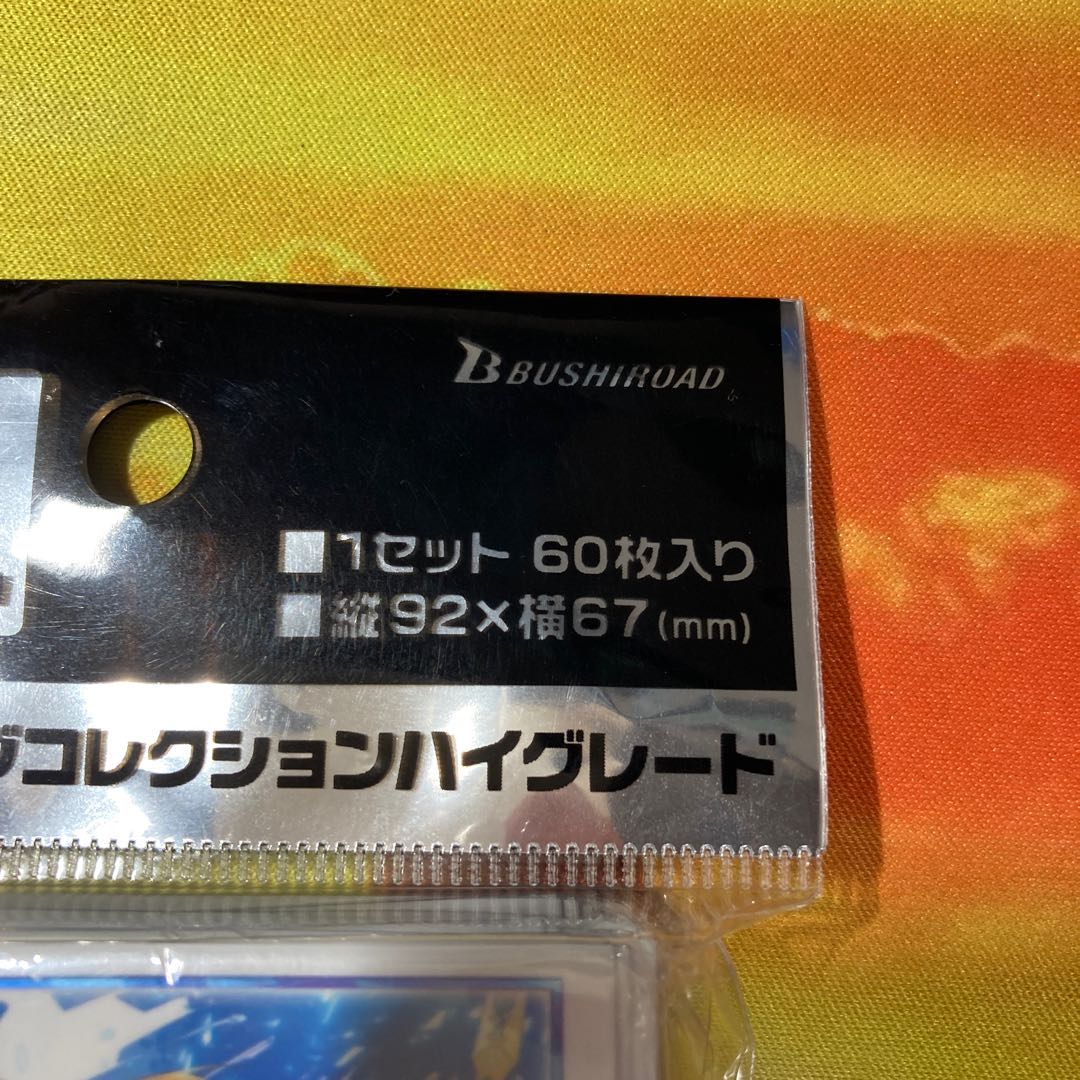 BUSHIROAD
■1セット 60枚入り
■縦92×横67(mm)
ブコレクションハイグレード